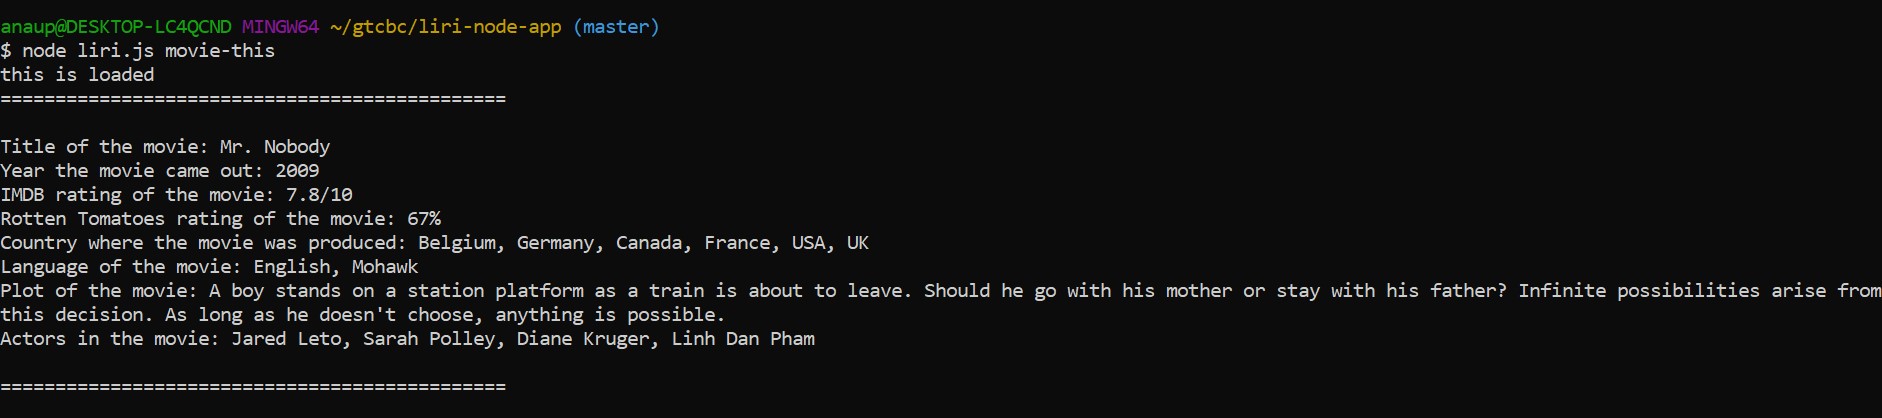 anaup@DESKTOP-LC4QCND MINGW64 ~/gtcbc/liri-node-app (master)
$ node liri.js movie-this
this is loaded
==============================================
Title of the movie: Mr. Nobody
Year the movie came out: 2009
IMDB rating of the movie: 7.8/10
Rotten Tomatoes rating of the movie: 67%
Country where the movie was produced: Belgium, Germany, Canada, France, USA, UK
Language of the movie: English, Mohawk
Plot of the movie: A boy stands on a station platform as a train is about to leave. Should he go with his mother or stay with his father? Infinite possibilities arise from
this decision. As long as he doesn't choose, anything is possible.
Actors in the movie: Jared Leto, Sarah Polley, Diane Kruger, Linh Dan Pham
==============================================